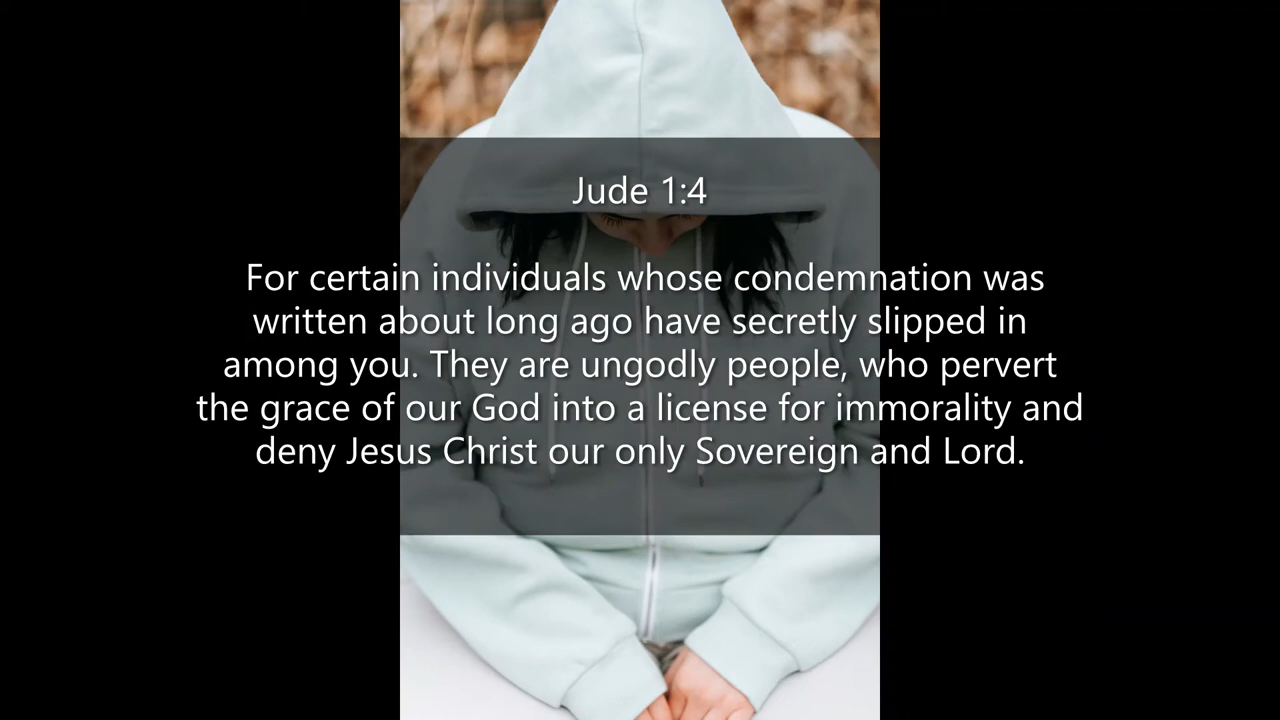 Jude 1:4
For certain individuals whose condemnation was
written about long ago have secretly slipped in
among you. They are ungodly people, who pervert
the grace of our God into a license for immorality and
deny Jesus Christ our only Sovereign and Lord.